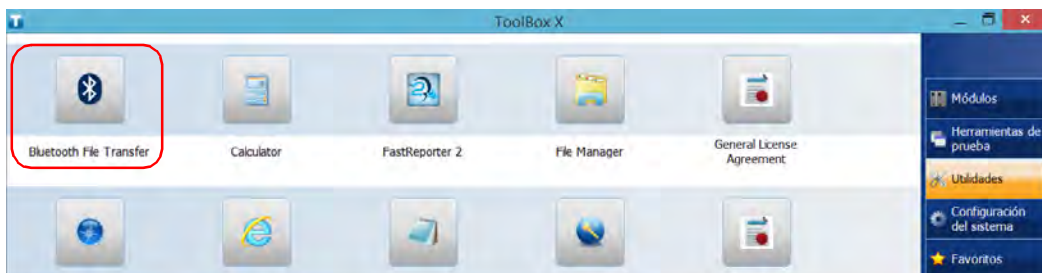 ToolBox X
Bluetooth File Transfer
Calculator
FastReporter 2
File Manager
General License
Agreement
Módulos
Herramientas de
prueba
Utilidades
Configuración
del sistema
Favoritos